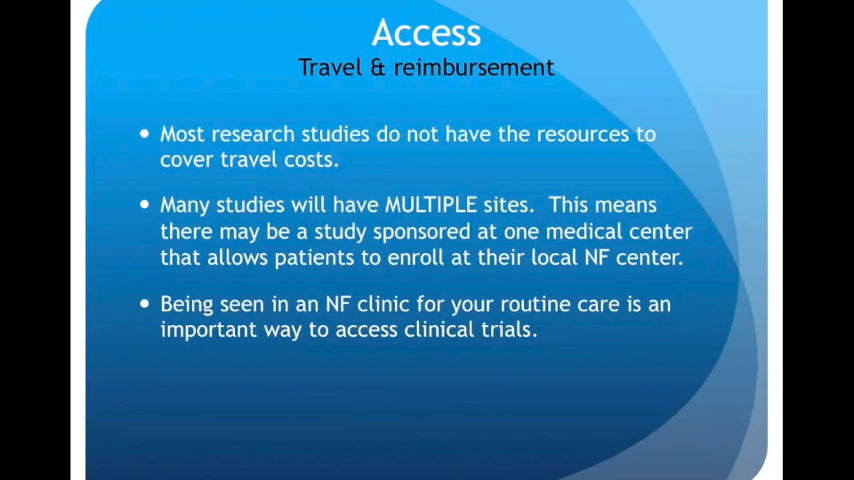 Access
Travel & reimbursement
• Most research studies do not have the resources to
cover travel costs.
• Many studies will have MULTIPLE sites.  This means
there may be a study sponsored at one medical center
that allows patients to enroll at their local NF center.
• Being seen in an NF clinic for your routine care is an
important way to access clinical trials.